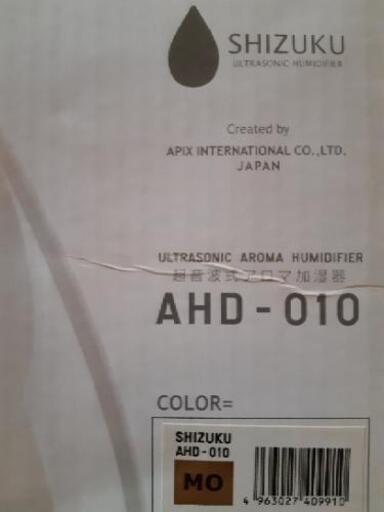 SHIZUKU
ULTRASONIC HUMIDIFIER
Created by
APIX INTERNATIONAL CO.,LTD.
JAPAN
ULTRASONIC AROMA HUMIDIFIER
超音波式アロマ加湿器
AHD-010
COLOR=
SHIZUKU
AHD-010
MO
4 963027 409910